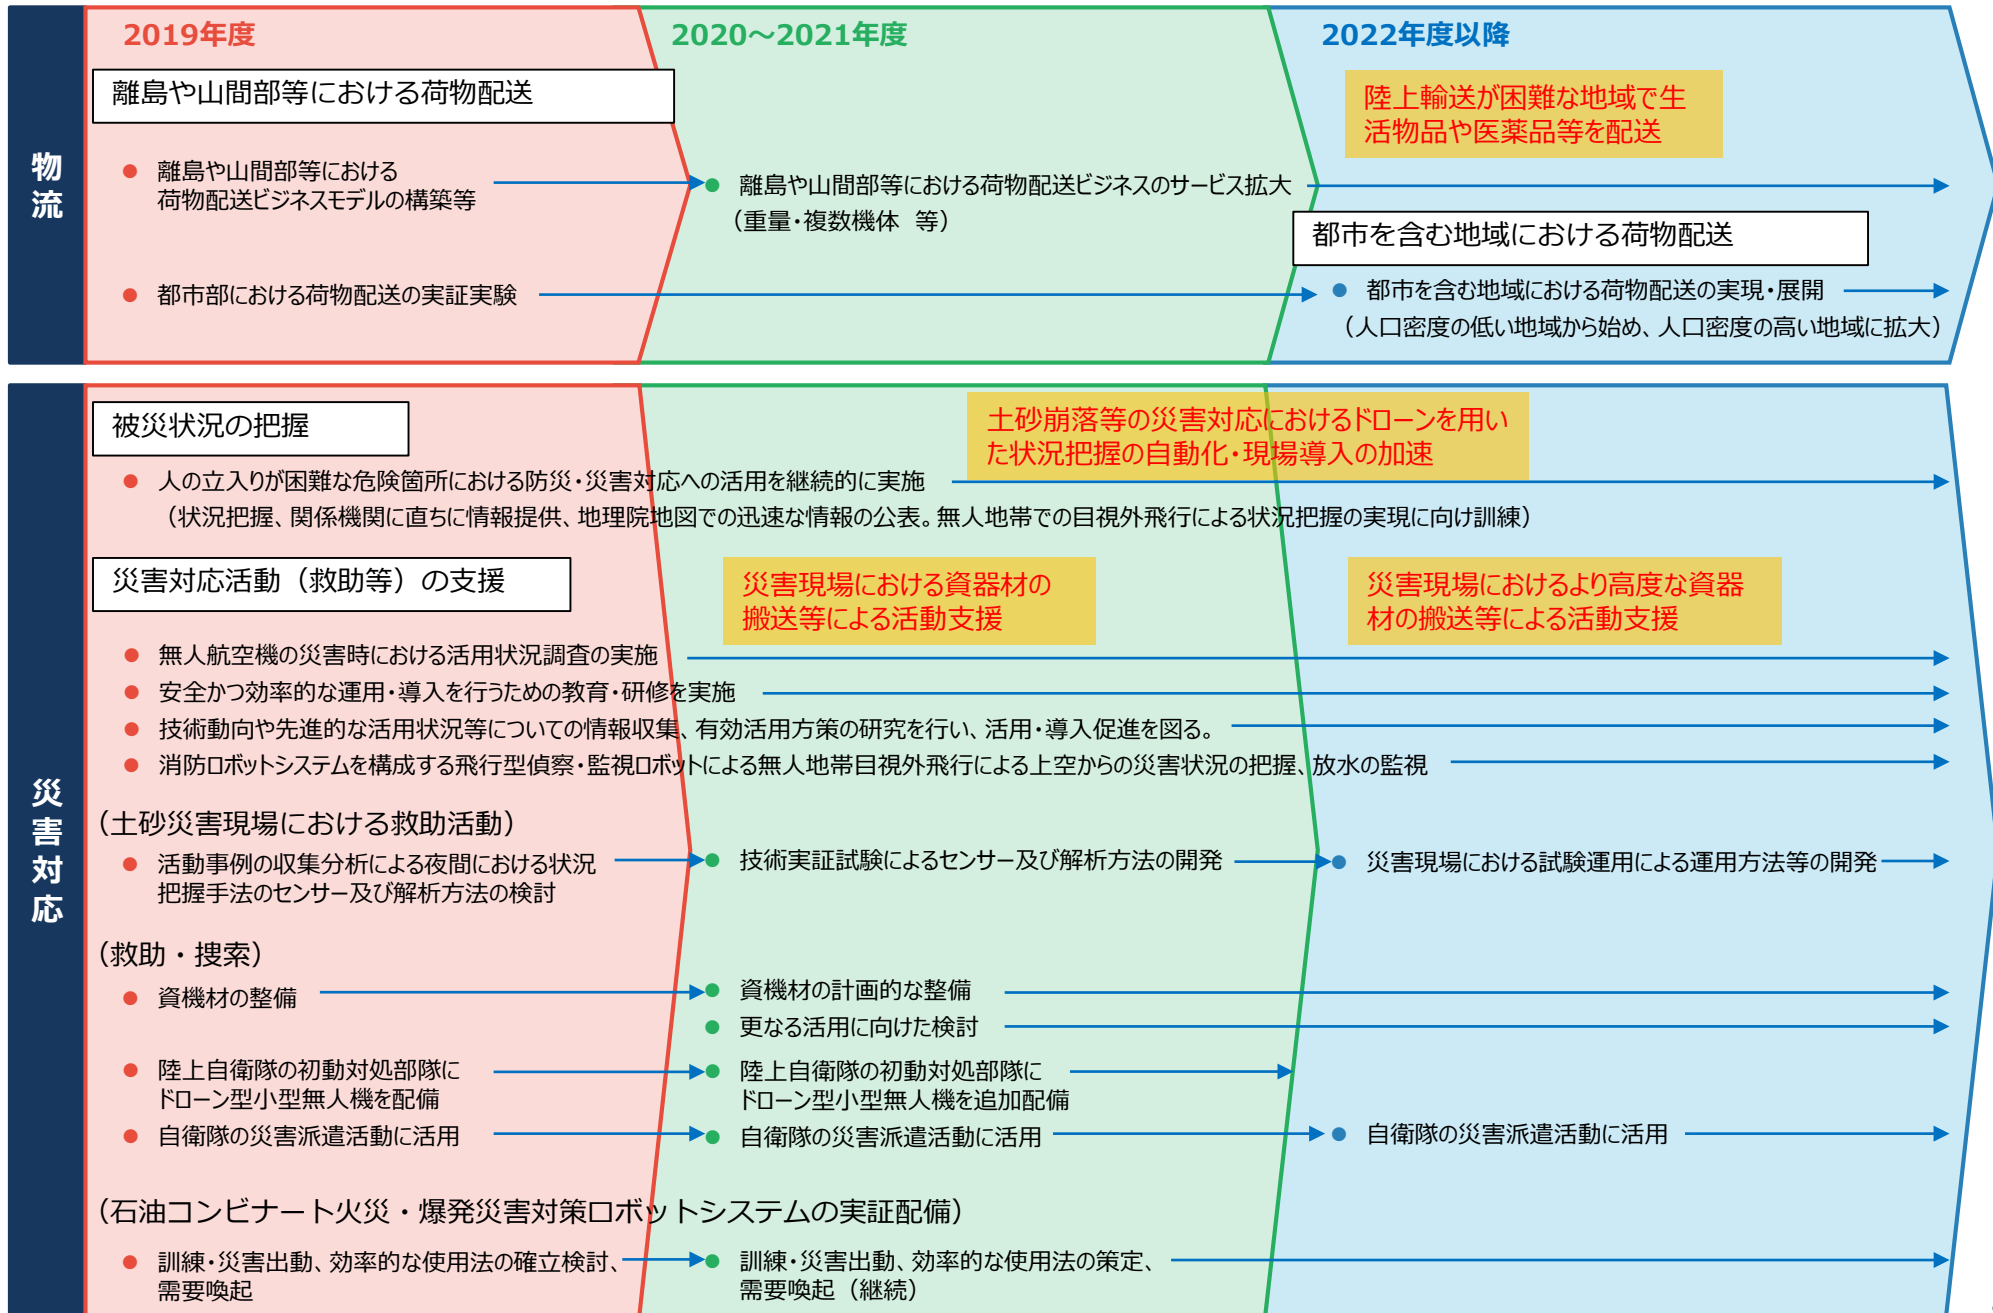 2019年度
2020～2021年度
2022年度以降
物流
離島や山間部等における荷物配送
陸上輸送が困難な地域で生
活物品や医薬品等を配送
離島や山間部等における
荷物配送ビジネスモデルの構築等
離島や山間部等における荷物配送ビジネスのサービス拡大
（重量・複数機体　等）
都市を含む地域における荷物配送
都市部における荷物配送の実証実験
都市を含む地域における荷物配送の実現・展開
（人口密度の低い地域から始め、人口密度の高い地域に拡大）
災害対応
被災状況の把握
土砂崩落等の災害対応におけるドローンを用い
た状況把握の自動化・現場導入の加速
人の立入りが困難な危険箇所における防災・災害対応への活用を継続的に実施
（状況把握、関係機関に直ちに情報提供、地理院地図での迅速な情報の公表。無人地帯での目視外飛行による状況把握の実現に向け訓練）
災害対応活動（救助等）の支援
災害現場における資器材の
搬送等による活動支援
災害現場におけるより高度な資器
材の搬送等による活動支援
無人航空機の災害時における活用状況調査の実施
安全かつ効率的な運用・導入を行うための教育・研修を実施
技術動向や先進的な活用状況等についての情報収集、有効活用方策の研究を行い、活用・導入促進を図る。
消防ロボットシステムを構成する飛行型偵察・監視ロボットによる無人地帯目視外飛行による上空からの災害状況の把握、放水の監視
（土砂災害現場における救助活動）
活動事例の収集分析による夜間における状況
把握手法のセンサー及び解析方法の検討
技術実証試験によるセンサー及び解析方法の開発
災害現場における試験運用による運用方法等の開発
（救助・捜索）
資機材の整備
資機材の計画的な整備
更なる活用に向けた検討
陸上自衛隊の初動対処部隊に
ドローン型小型無人機を配備
陸上自衛隊の初動対処部隊に
ドローン型小型無人機を追加配備
自衛隊の災害派遣活動に活用
自衛隊の災害派遣活動に活用
自衛隊の災害派遣活動に活用
（石油コンビナート火災・爆発災害対策ロボットシステムの実証配備）
訓練・災害出動、効率的な使用法の確立検討、
需要喚起
訓練・災害出動、効率的な使用法の策定、
需要喚起（継続）